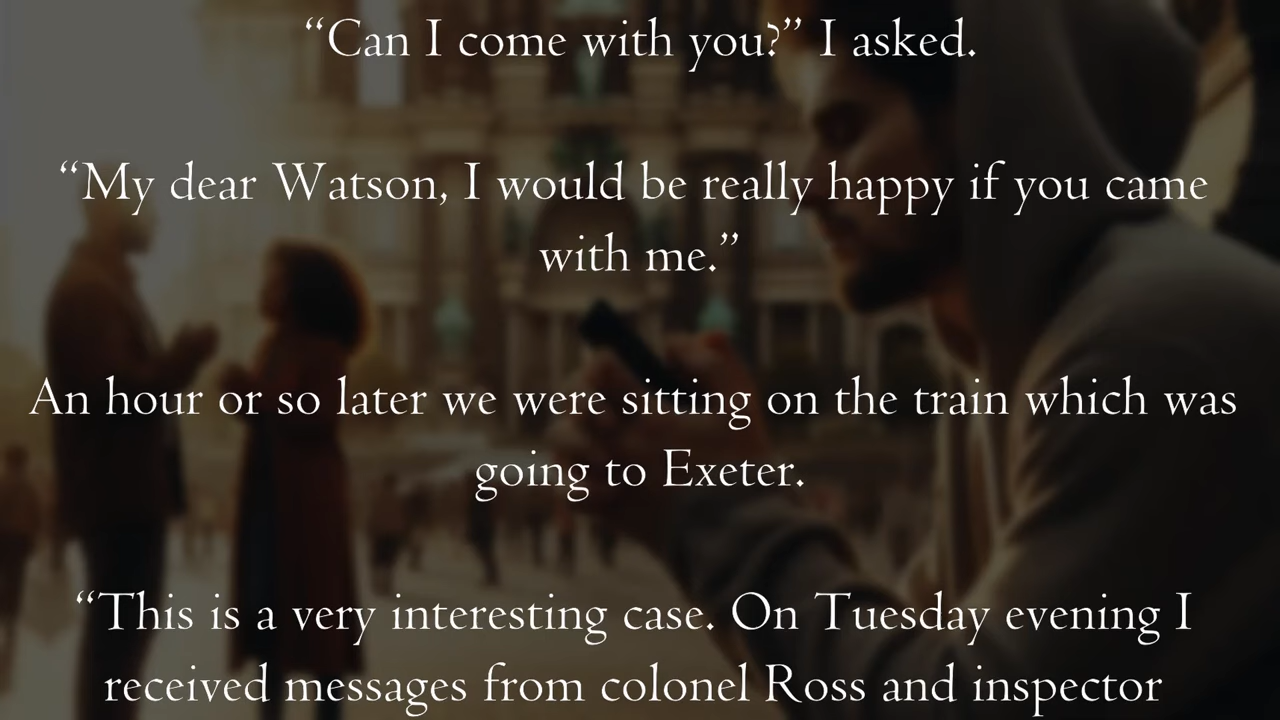 “Can I come with you?” I asked.
“My dear Watson, I would be really happy if you came
with me.”
An hour or so later we were sitting on the train which was
going to Exeter.
“This is a very interesting case. On Tuesday evening I
received messages from colonel Ross and inspector